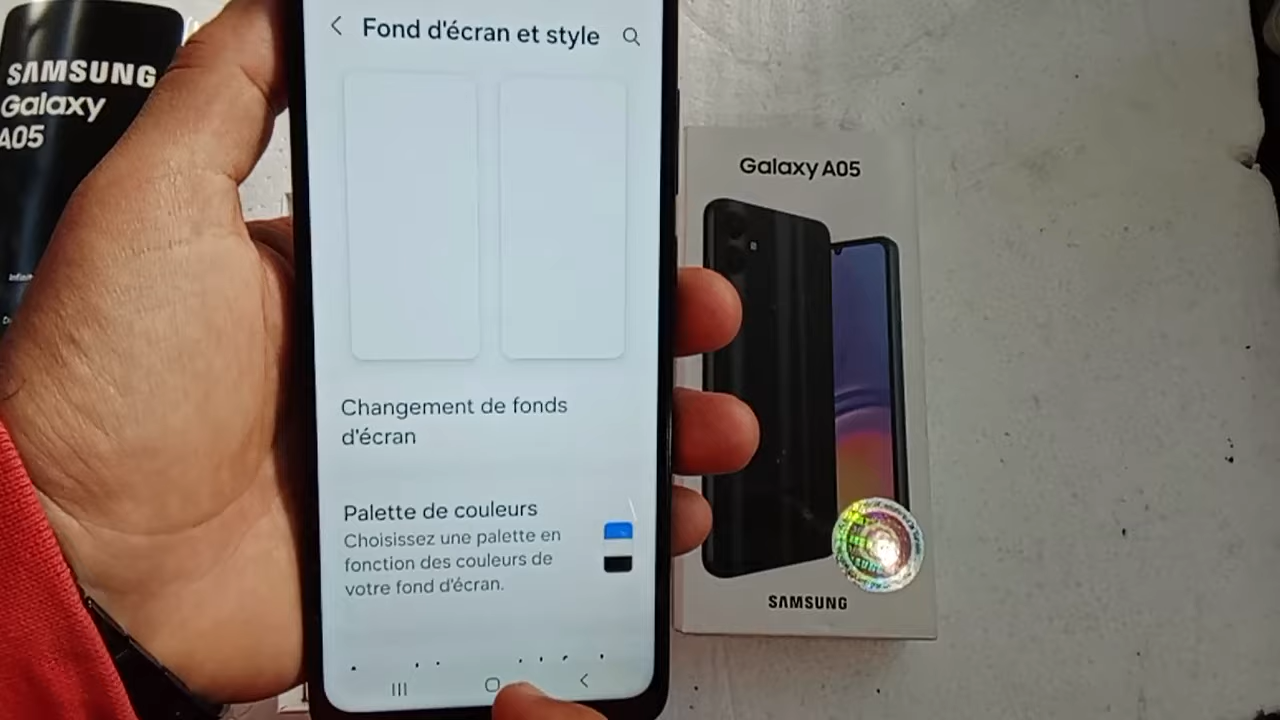 SAMSUNG
Galaxy
A05
Fond d'écran et style
Changement de fonds
d'écran
Palette de couleurs
Choisissez une palette en
fonction des couleurs de
votre fond d'écran.
Galaxy A05
SAMSUNG